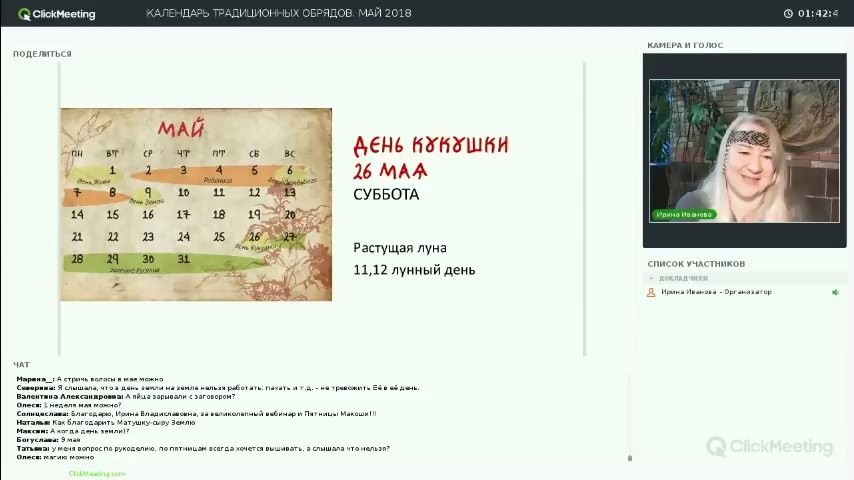 ClickMeeting
КАЛЕНДАРЬ ТРАДИЦИОННЫХ ОБРЯДОВ. МАЙ 2018
01:42:4
ПОДЕЛИТЬСЯ
КАМЕРА И ГОЛОС
МАЙ
ПН ВТ СР ЧТ ПТ СБ ВС
1 2 3 4 5 6
день Живы Родоника день Даждьбога
7 8 9 10 11 12 13
день Земли
14 15 16 17 18 19 20
21 22 23 24 25 26 27
день Кукушки
28 29 30 31
ДЕНЬ КУКУШКИ
26 МАЯ
СУББОТА
Растущая луна
11,12 лунный день
Ирина Иванова
СПИСОК УЧАСТНИКОВ
ДОКЛАДЧИКИ
Ирина Иванова - Организатор
ЧАТ
Марина_: А стричь волосы в мае можно
Северина: Я слышала, что в день земли на земле нельзя работать: пахать и т.д. - не тревожить Её в её день.
Валентина Александровна: А яйца зарывали с заговором?
Олеся: 1 неделя мая можно?
Солнцеслава: Благодарю, Ирина Владиславовна, за великолепный вебинар и Пятницы Макоши!!!
Наталья: Как благодарить Матушку-сыру Землю
Максим: А когда день земли)?
Богуслава: 9 мая
Татьяна: у меня вопрос по рукоделию, по пятницам всегда хочется вышивать, а слышала что нельзя?
Олеся: магию можно
ClickMeeting.com
ClickMeeting